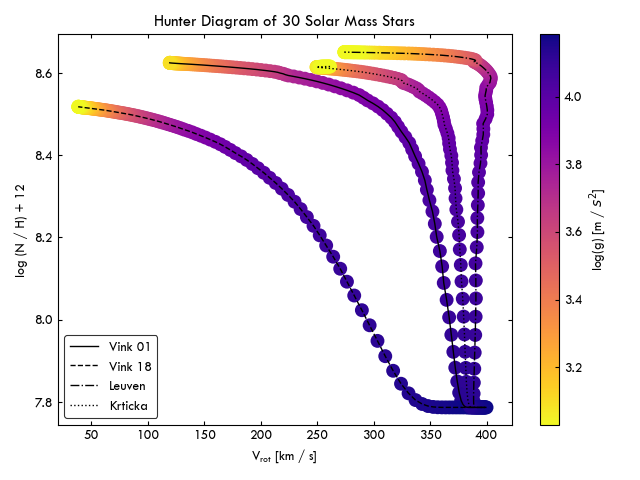 Hunter Diagram of 30 Solar Mass Stars
log (N / H) + 12
8.6
8.4
8.2
8.0
7.8
Vink 01
Vink 18
Leuven
Krticka
50 100 150 200 250 300 350 400
V_rot [km / s]
4.0
3.8
3.6
3.4
3.2
log(g) [m / s²]